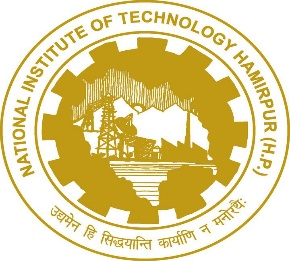 NATIONAL INSTITUTE OF TECHNOLOGY HAMIRPUR (H.P.)
उद्यमेन हि सिद्ध्यन्ति कार्याणि न मनोरथैः